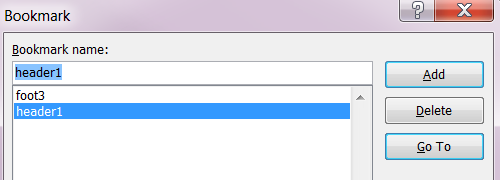 Bookmark
Bookmark name:
header1
Add
foot3
header1
Delete
Go To